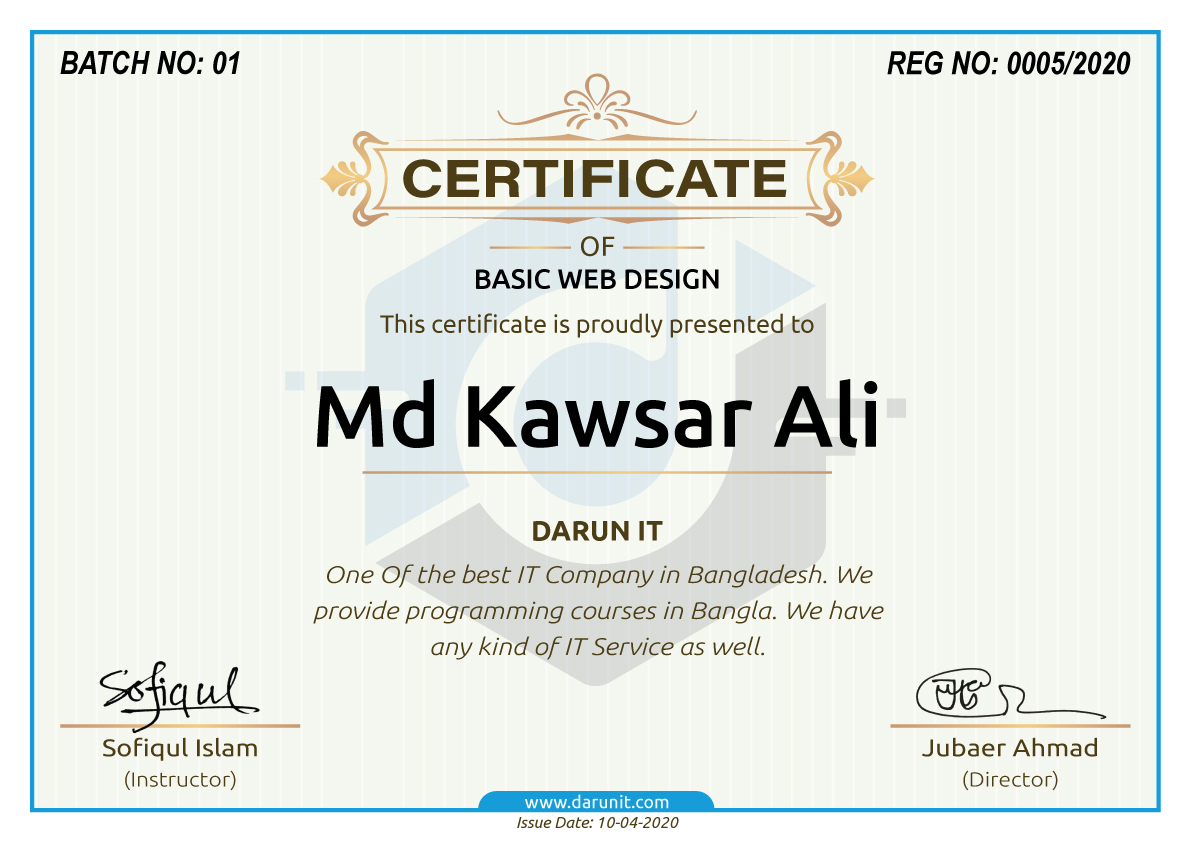 BATCH NO: 01
REG NO: 0005/2020
CERTIFICATE
OF
BASIC WEB DESIGN
This certificate is proudly presented to
Md Kawsar Ali
DARUN IT
One Of the best IT Company in Bangladesh. We
provide programming courses in Bangla. We have
any kind of IT Service as well.
Sofiqul
Sofiqul Islam
(Instructor)
Jubaer Ahmad
(Director)
www.darunit.com
Issue Date: 10-04-2020